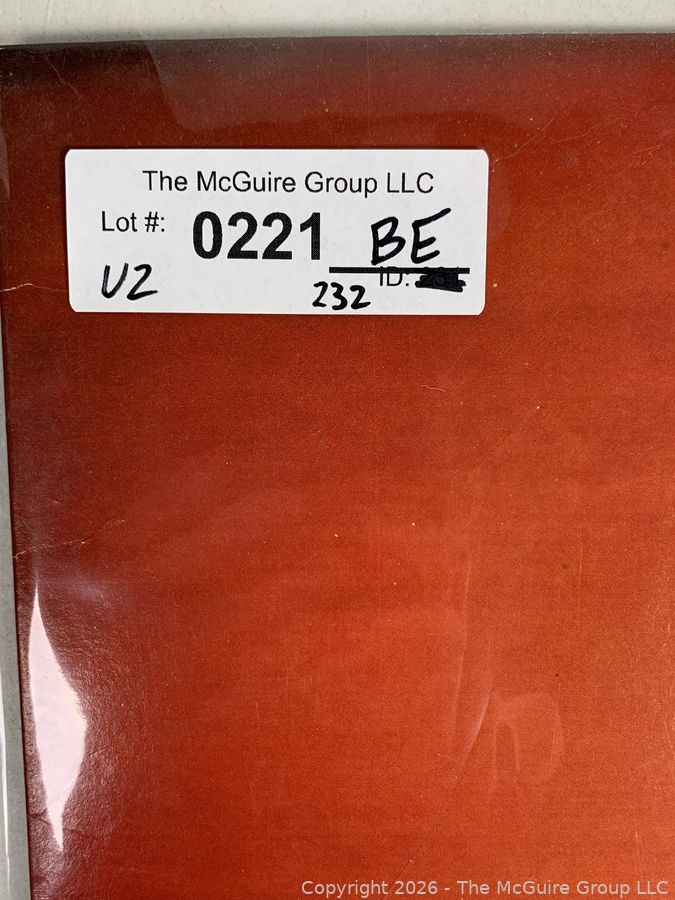 The McGuire Group LLC
Lot #: 0221 BE
U2 232 ID:
Copyright 2026 - The McGuire Group LLC